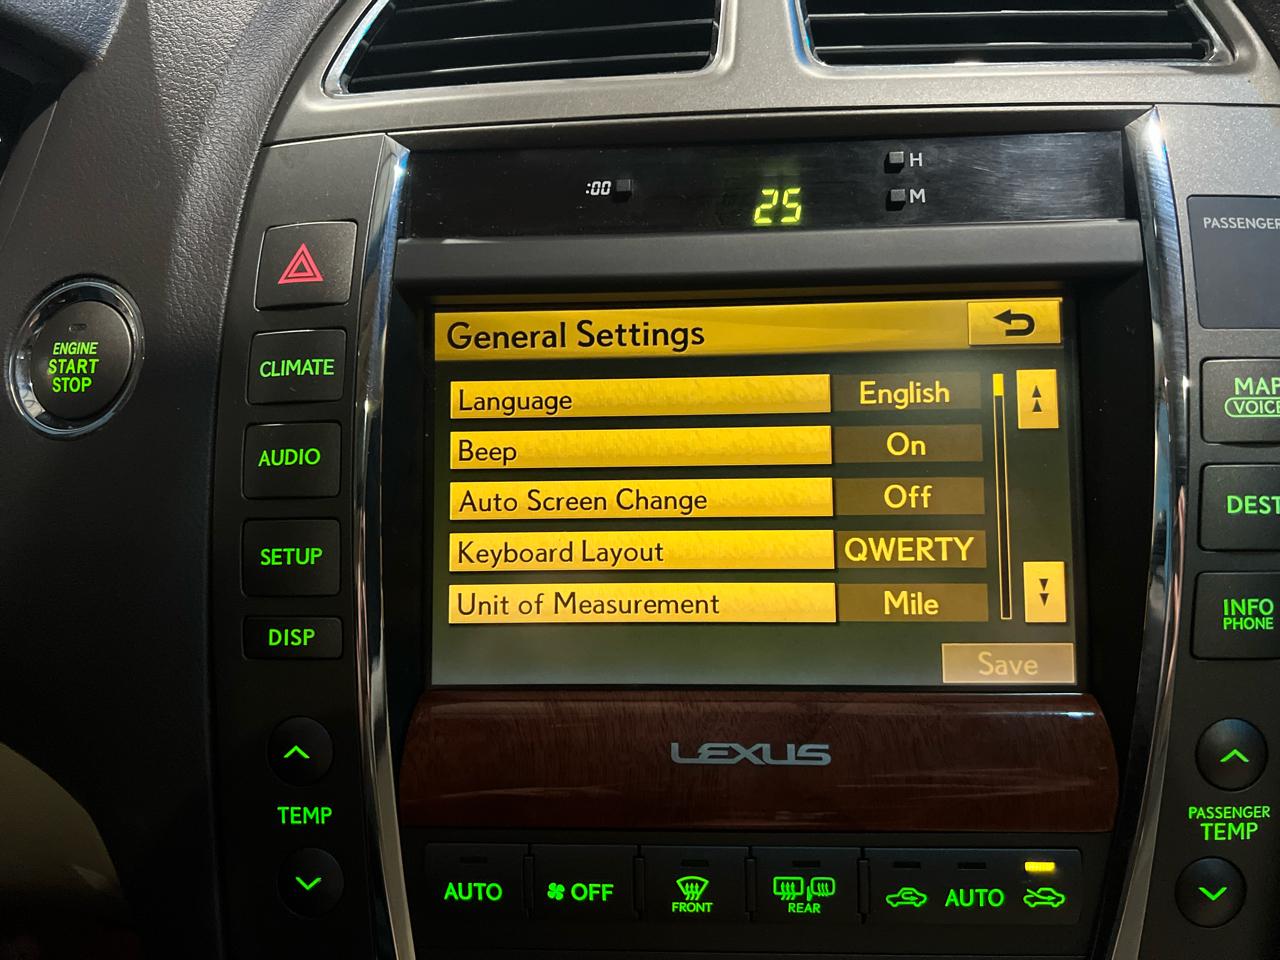 :00
25
H
M
PASSENGER
ENGINE
START
STOP
CLIMATE
AUDIO
SETUP
DISP
General Settings
Language English
Beep On
Auto Screen Change Off
Keyboard Layout QWERTY
Unit of Measurement Mile
Save
MAP
VOICE
DEST
INFO
PHONE
LEXUS
TEMP
PASSENGER
TEMP
AUTO
OFF
FRONT
REAR
AUTO